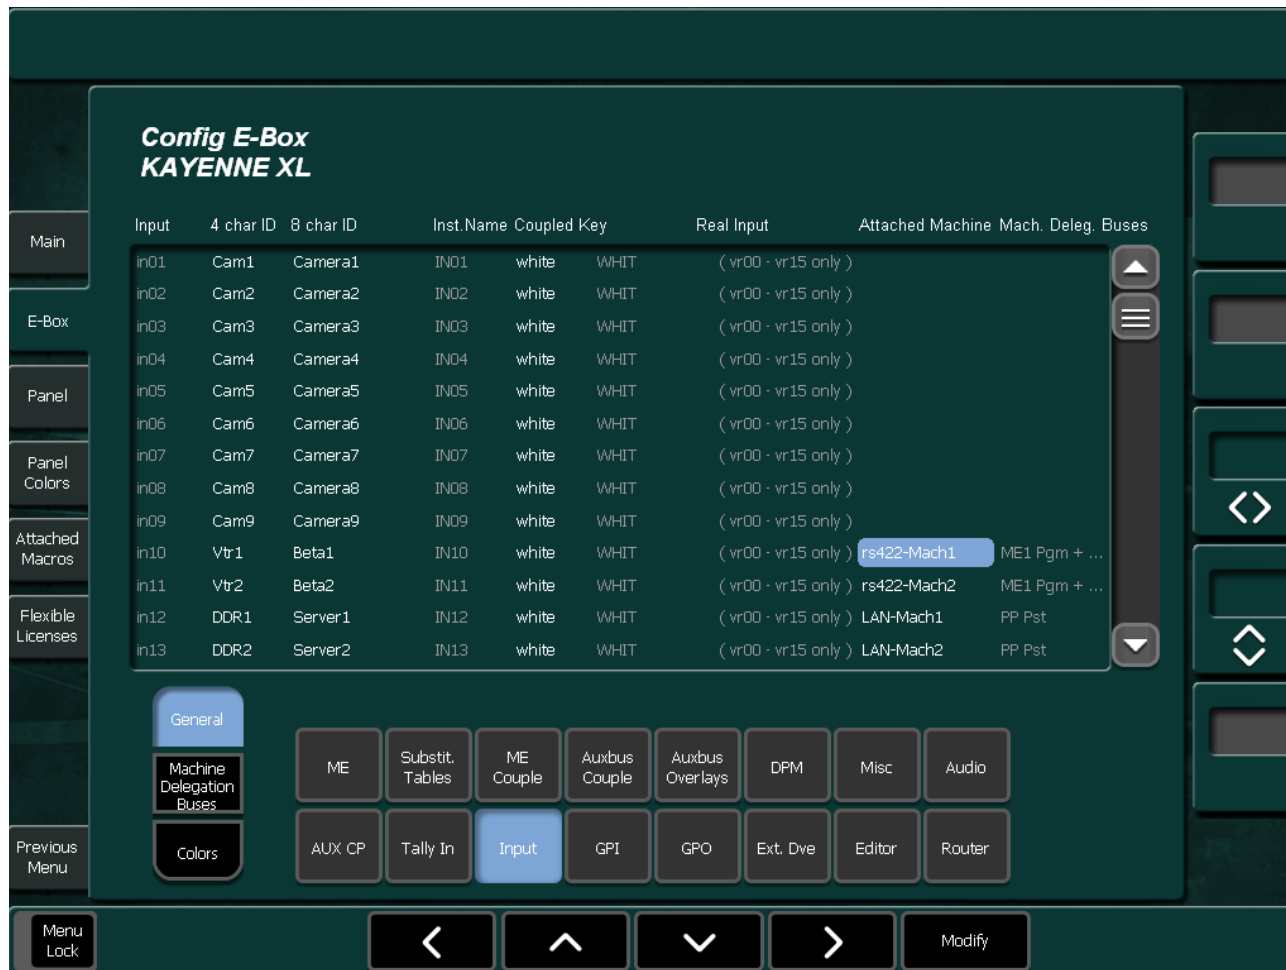 Config E-Box
KAYENNE XL
Input 4 char ID 8 char ID Inst.Name Coupled Key Real Input Attached Machine Mach. Deleg. Buses
in01 Cam1 Camera1 IN01 white WHIT ( vr00 - vr15 only )
in02 Cam2 Camera2 IN02 white WHIT ( vr00 - vr15 only )
in03 Cam3 Camera3 IN03 white WHIT ( vr00 - vr15 only )
in04 Cam4 Camera4 IN04 white WHIT ( vr00 - vr15 only )
in05 Cam5 Camera5 IN05 white WHIT ( vr00 - vr15 only )
in06 Cam6 Camera6 IN06 white WHIT ( vr00 - vr15 only )
in07 Cam7 Camera7 IN07 white WHIT ( vr00 - vr15 only )
in08 Cam8 Camera8 IN08 white WHIT ( vr00 - vr15 only )
in09 Cam9 Camera9 IN09 white WHIT ( vr00 - vr15 only )
in10 Vtr1 Beta1 IN10 white WHIT ( vr00 - vr15 only ) rs422-Mach1 ME1 Pgm + ...
in11 Vtr2 Beta2 IN11 white WHIT ( vr00 - vr15 only ) rs422-Mach2 ME1 Pgm + ...
in12 DDR1 Server1 IN12 white WHIT ( vr00 - vr15 only ) LAN-Mach1 PP Pst
in13 DDR2 Server2 IN13 white WHIT ( vr00 - vr15 only ) LAN-Mach2 PP Pst
Main
E-Box
Panel
Panel
Colors
Attached
Macros
Flexible
Licenses
Previous
Menu
General
Machine
Delegation
Buses
Colors
ME
Substit.
Tables
ME
Couple
Auxbus
Couple
Auxbus
Overlays
DPM
Misc
Audio
AUX CP
Tally In
Input
GPI
GPO
Ext. Dve
Editor
Router
Menu
Lock
Modify